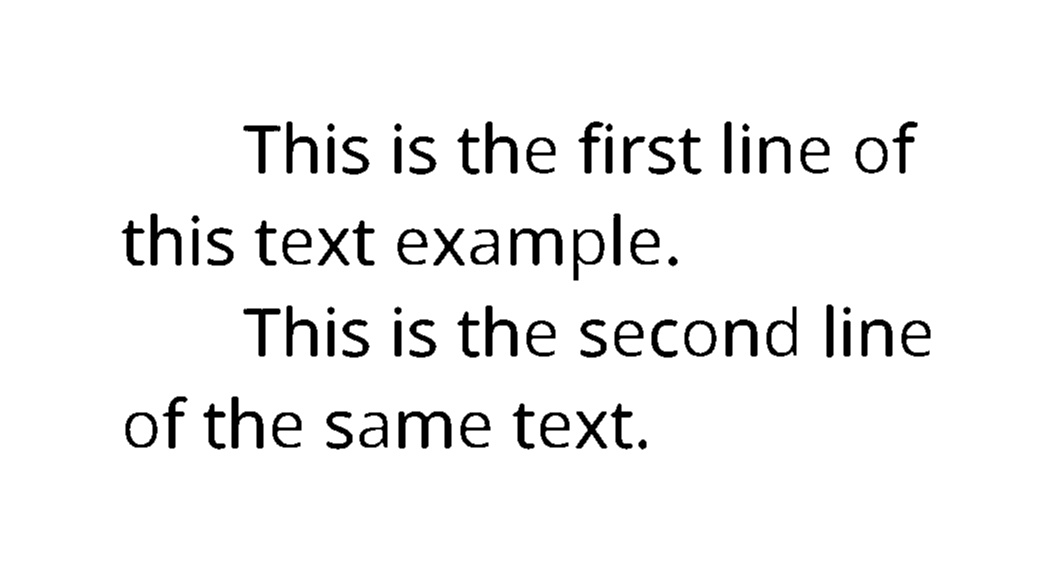 This is the first line of
this text example.
This is the second line
of the same text.